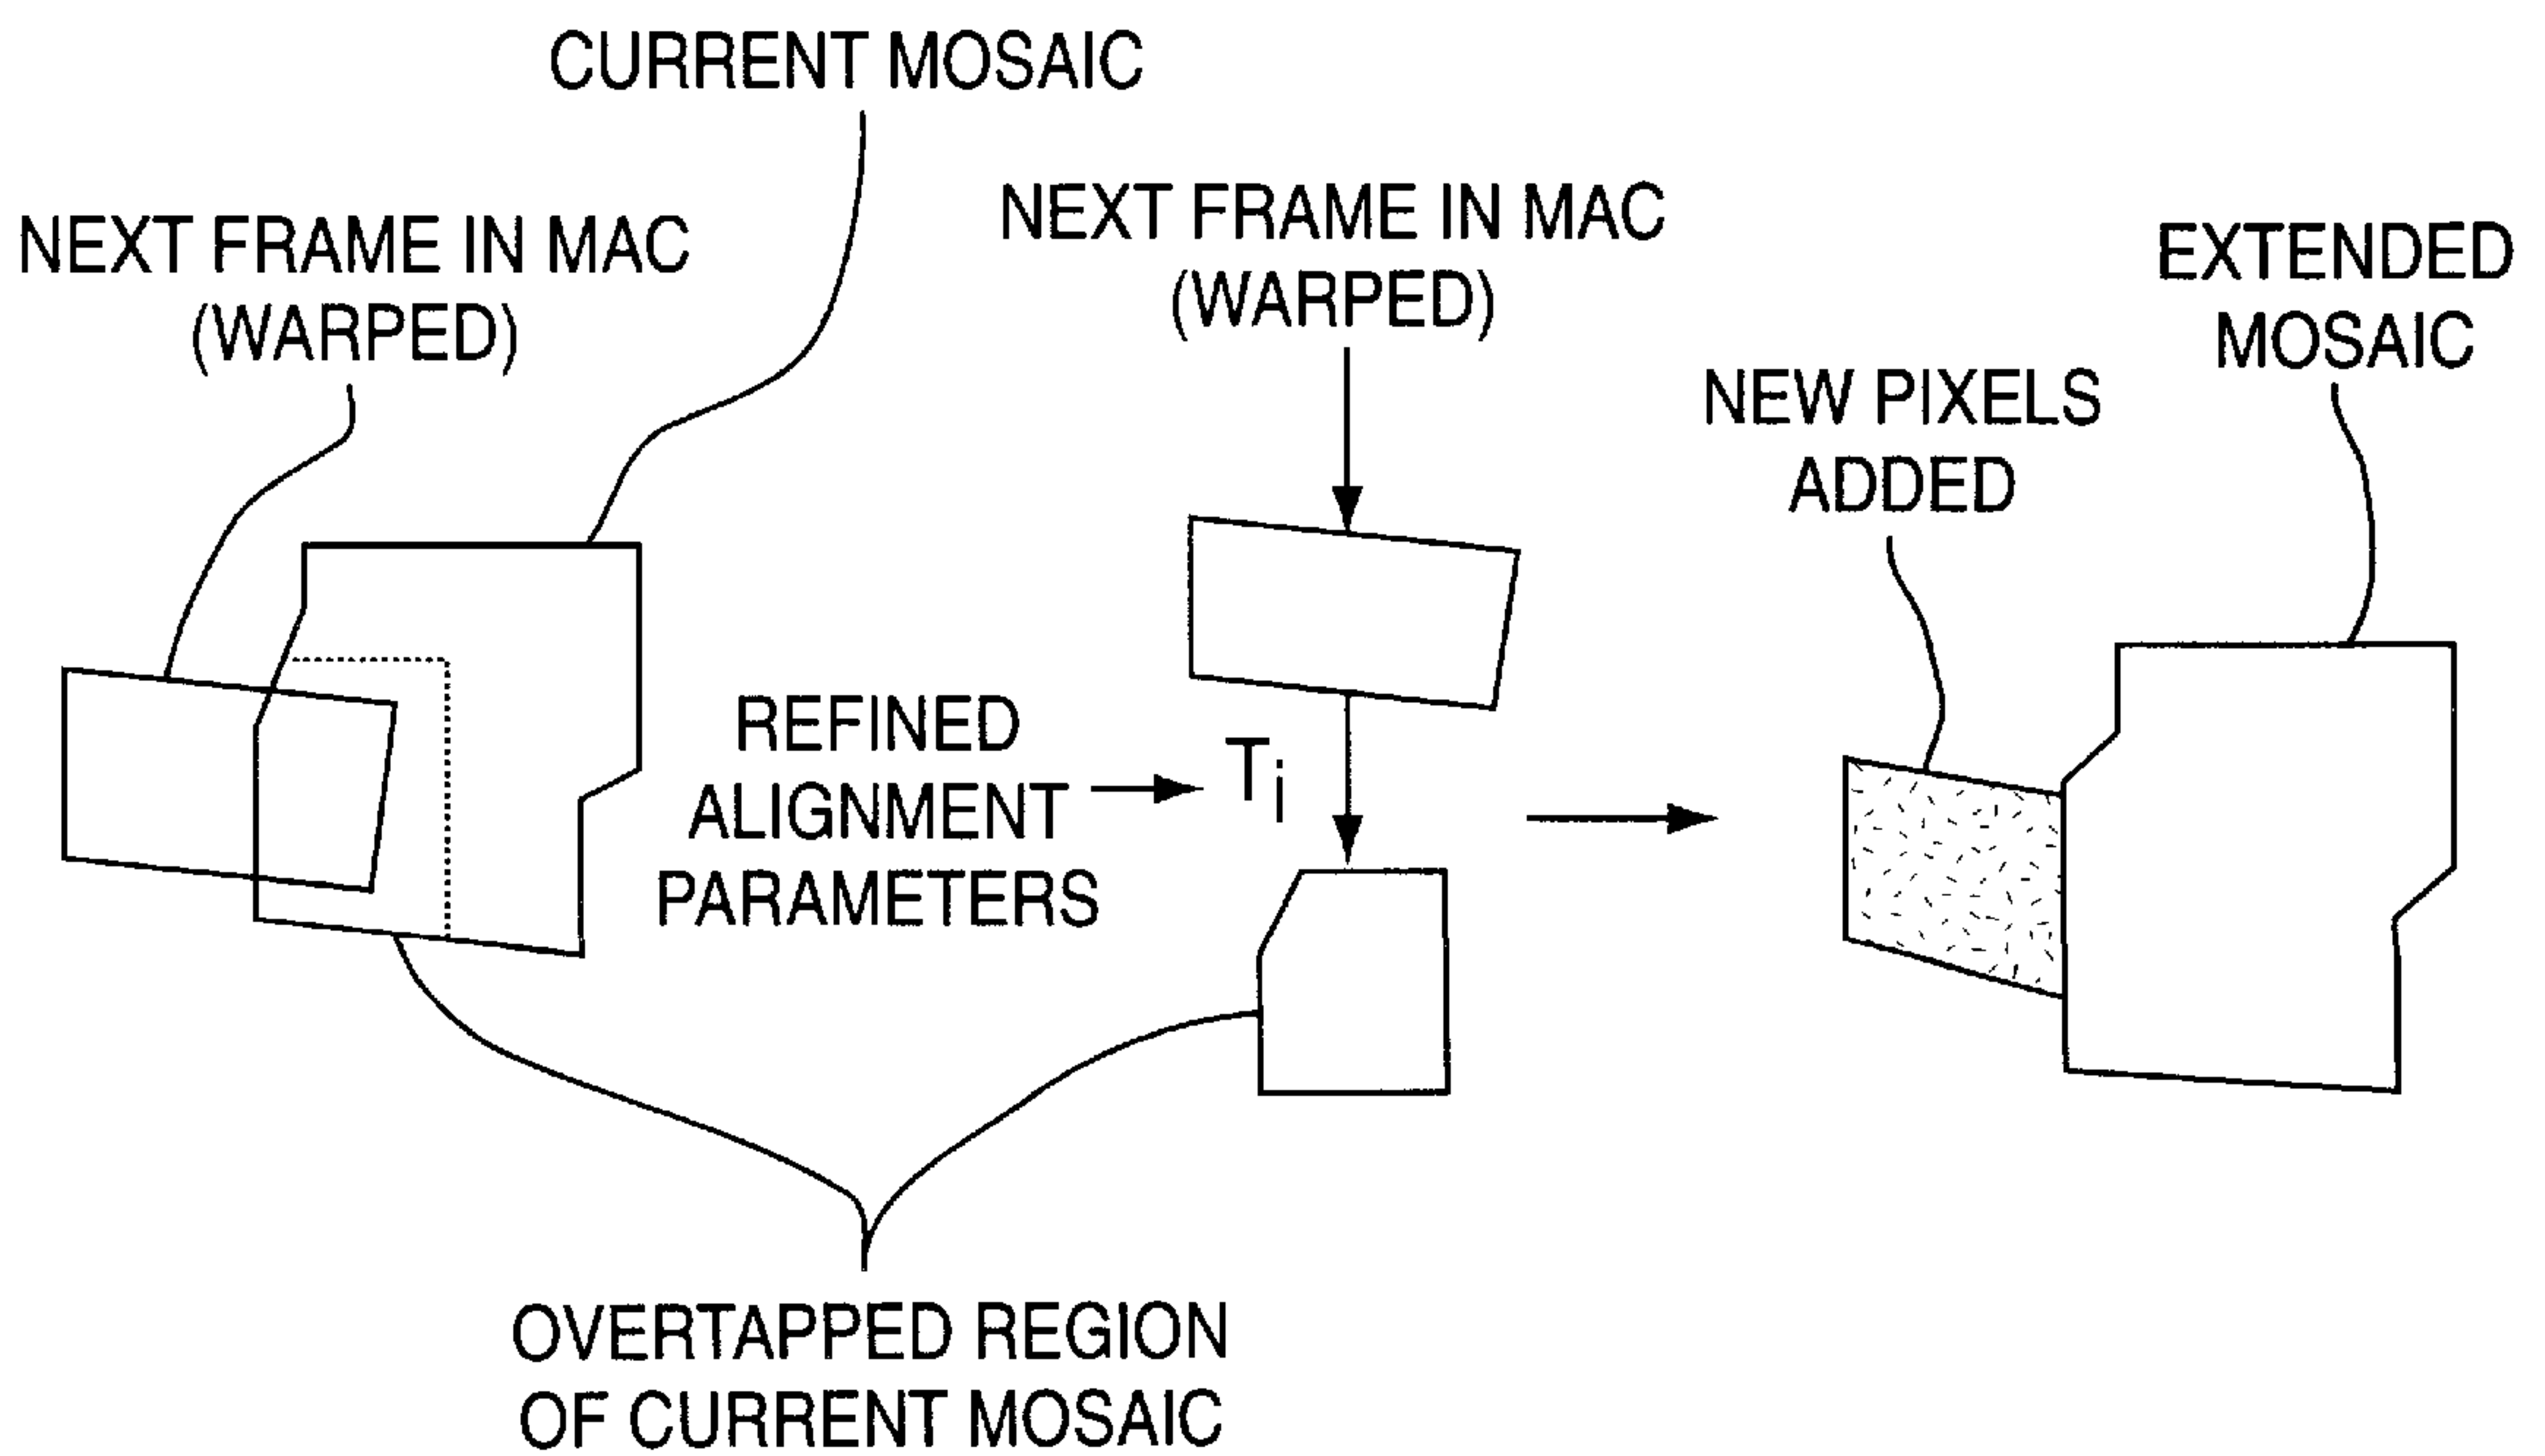 CURRENT MOSAIC
NEXT FRAME IN MAC
(WARPED)
NEXT FRAME IN MAC
(WARPED)
EXTENDED
MOSAIC
NEW PIXELS
ADDED
REFINED
ALIGNMENT
PARAMETERS
Ti
OVERTAPPED REGION
OF CURRENT MOSAIC